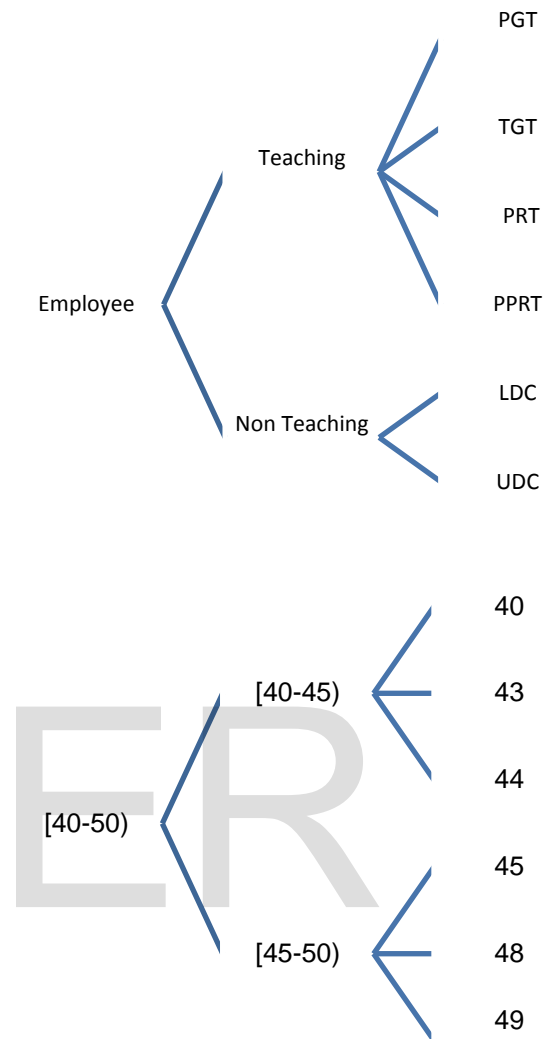 PGT
TGT
Teaching
PRT
Employee
PPRT
LDC
Non Teaching
UDC
40
[40-45)
43
44
[40-50)
45
[45-50)
48
49
ER